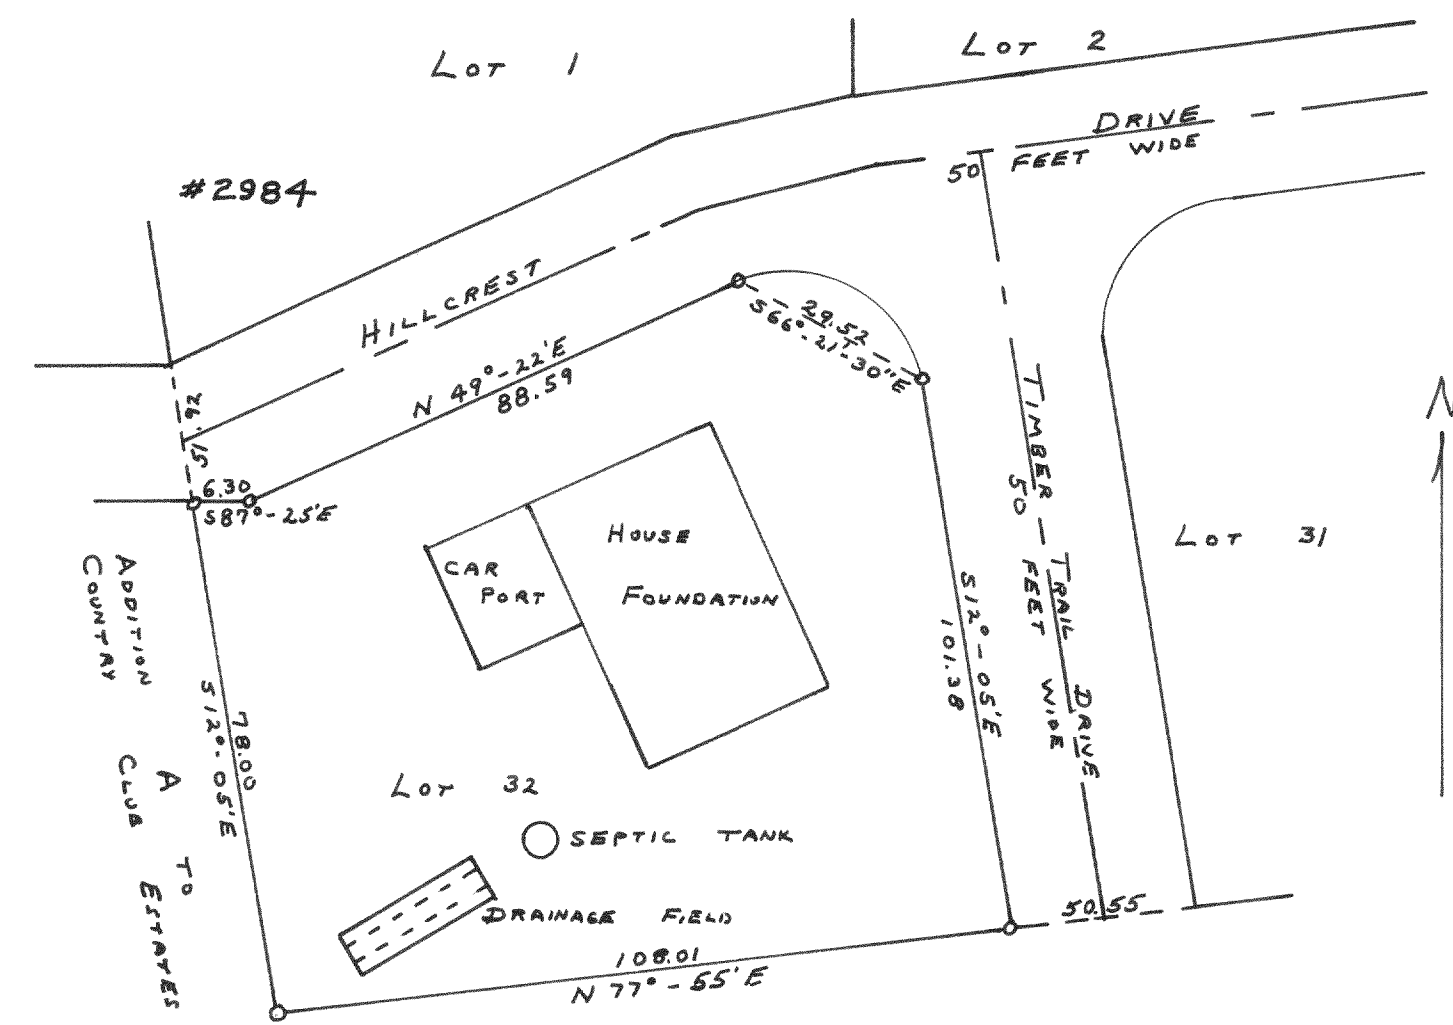 Lot 1
Lot 2
#2984
HILLCREST DRIVE
50 FEET WIDE
N 49°-22'E
88.59
29.52
S66°-21'-30"E
92.
6.30
S87°-25'E
TIMBER - TRAIL DRIVE
50 FEET WIDE
Lot 31
HOUSE
FOUNDATION
CAR
PORT
S12°-05'E
101.38
A ADDITION TO
COUNTRY CLUB ESTATES
78.00
S12°-05'E
Lot 32
SEPTIC TANK
DRAINAGE FIELD
50.55
108.01
N 77°-55'E